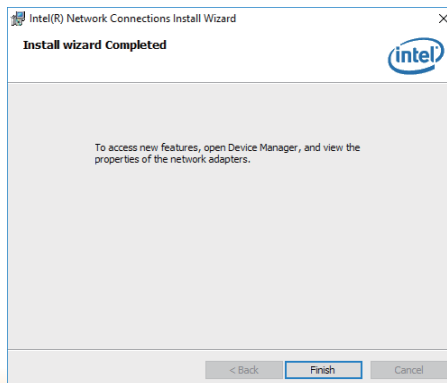 Intel(R) Network Connections Install Wizard
Install wizard Completed
intel
To access new features, open Device Manager, and view the
properties of the network adapters.
< Back
Finish
Cancel